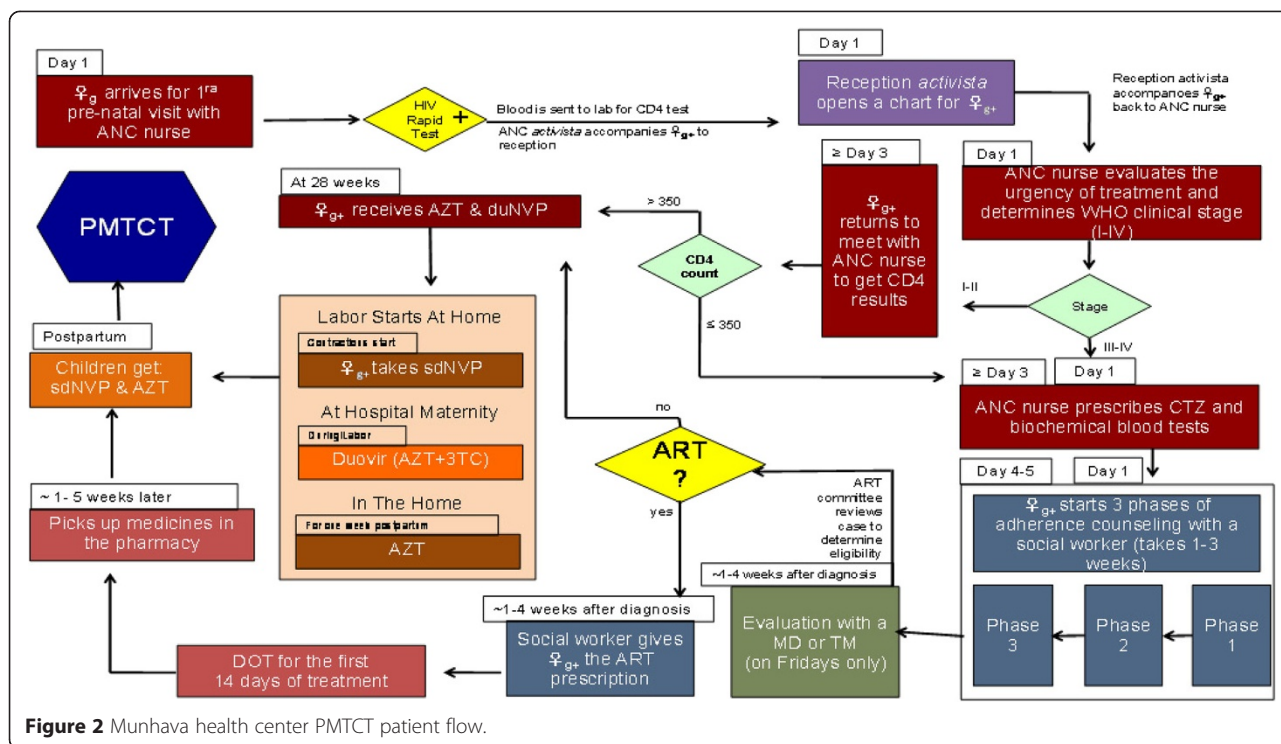 Day 1
♀g arrives for 1ra
pre-natal visit with
ANC nurse
HIV
Rapid
Test
+
Blood is sent to lab for CD4 test
ANC activista accompanies ♀g+ to
reception
Day 1
Reception activista
opens a chart for ♀g+
Reception activista
accompanies ♀g+
back to ANC nurse
Day 1
ANC nurse evaluates the
urgency of treatment and
determines WHO clinical stage
(I-IV)
Stage
I-II
III-IV
≥ Day 3
♀g+
returns to
meet with
ANC nurse
to get CD4
results
CD4
count
> 350
≤ 350
At 28 weeks
♀g+ receives AZT & duNVP
PMTCT
Labor Starts At Home
Contractions start
♀g+ takes sdNVP
At Hospital Maternity
During labor
Duovir (AZT+3TC)
In The Home
For one week postpartum
AZT
Postpartum
Children get:
sdNVP & AZT
≥ Day 3
Day 1
ANC nurse prescribes CTZ and
biochemical blood tests
Day 4-5
Day 1
♀g+ starts 3 phases of
adherence counseling with a
social worker (takes 1-3
weeks)
Phase
1
Phase
2
Phase
3
~1-4 weeks after diagnosis
Evaluation with a
MD or TM
(on Fridays only)
ART
committee
reviews
case to
determine
eligibility
ART
?
no
yes
~1-4 weeks after diagnosis
Social worker gives
♀g+ the ART
prescription
DOT for the first
14 days of treatment
~ 1- 5 weeks later
Picks up medicines in
the pharmacy
Figure 2 Munhava health center PMTCT patient flow.